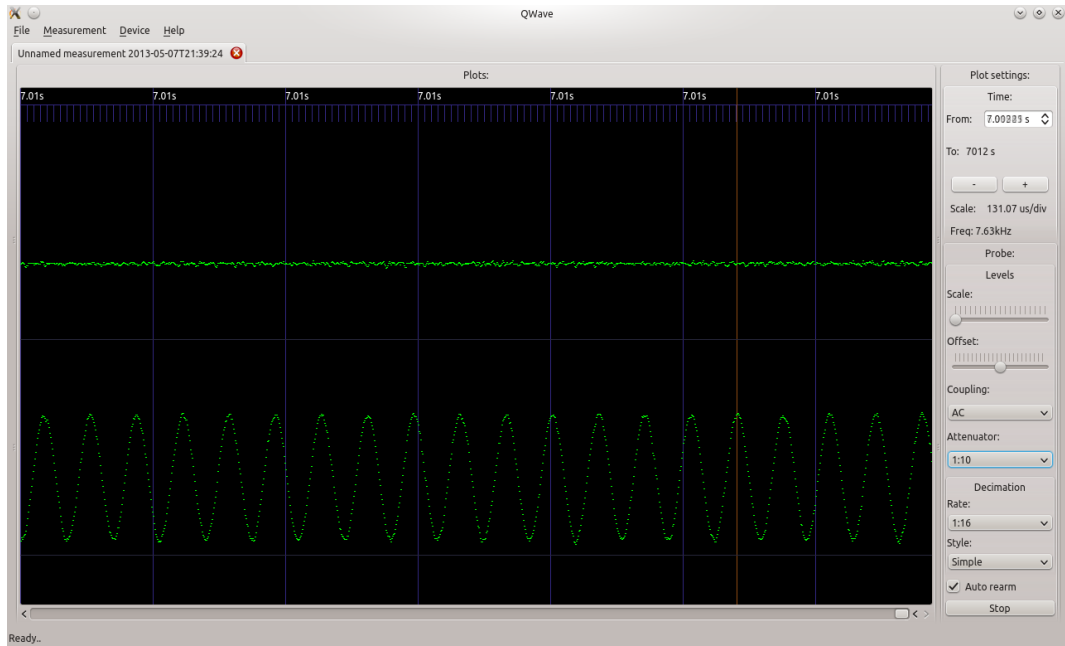 QWave
File Measurement Device Help
Unnamed measurement 2013-05-07T21:39:24
Plots:
7.01s 7.01s 7.01s 7.01s 7.01s 7.01s 7.01s
Plot settings:
Time:
From: s
To: 7012 s
- +
Scale: 131.07 us/div
Freq: 7.63kHz
Probe:
Levels
Scale:
Offset:
Coupling:
AC
Attenuator:
1:10
Decimation
Rate:
1:16
Style:
Simple
Auto rearm
Stop
Ready..